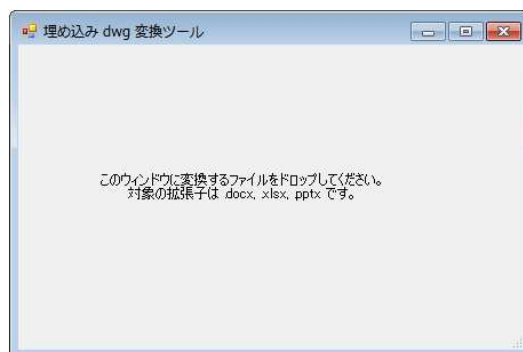 埋め込み dwg 変換ツール
このウィンドウに変換するファイルをドロップしてください。
対象の拡張子は .docx, .xlsx, .pptx です。